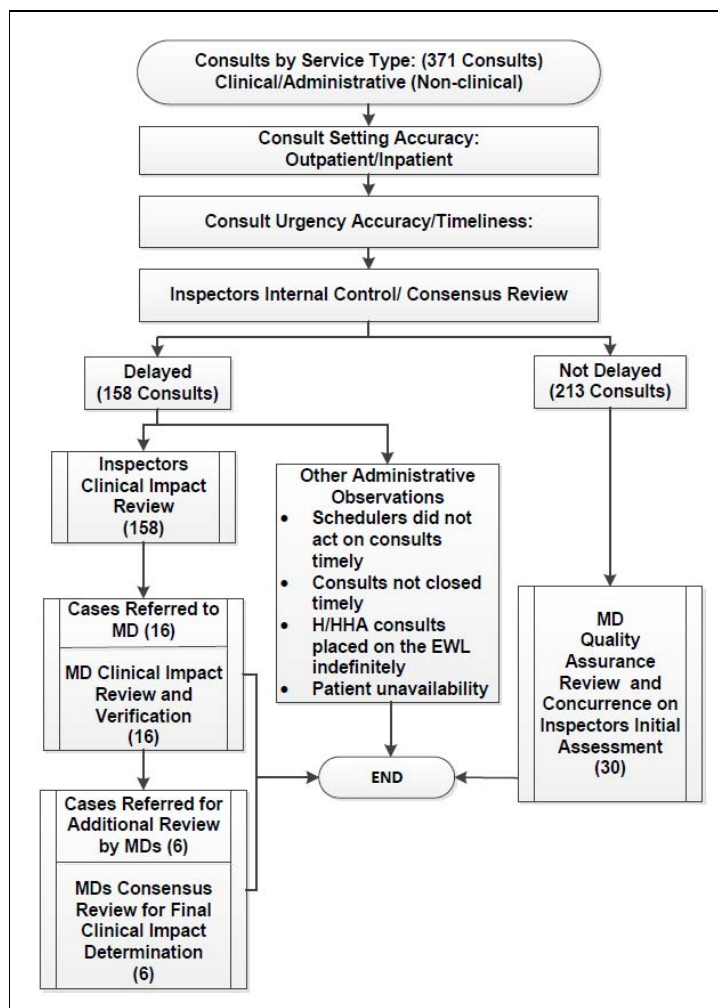 Consults by Service Type: (371 Consults)
Clinical/Administrative (Non-clinical)
Consult Setting Accuracy:
Outpatient/Inpatient
Consult Urgency Accuracy/Timeliness:
Inspectors Internal Control/ Consensus Review
Delayed
(158 Consults)
Not Delayed
(213 Consults)
Inspectors
Clinical Impact
Review
(158)
Other Administrative
Observations
• Schedulers did not
act on consults
timely
• Consults not closed
timely
• H/HHA consults
placed on the EWL
indefinitely
• Patient unavailability
Cases Referred to
MD (16)
MD Clinical Impact
Review and
Verification
(16)
MD
Quality
Assurance
Review and
Concurrence on
Inspectors Initial
Assessment
(30)
END
Cases Referred for
Additional Review
by MDs (6)
MDs Consensus
Review for Final
Clinical Impact
Determination
(6)